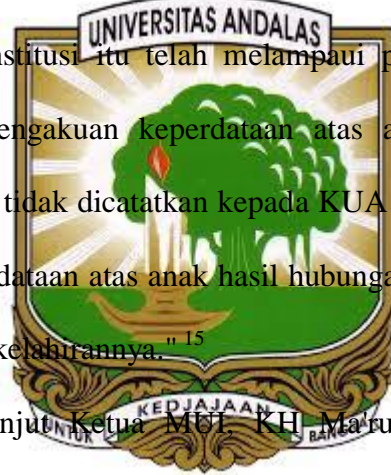 UNIVERSITAS ANDALAS
nstitusi itu telah melampaui p
engakuan keperdataan atas a
tidak dicatatkan kepada KUA
dataan atas anak hasil hubunga
kelahirannya." 15
njut Ketua MUI, KH Ma'ru
UNTUK KEDJAJAAN BANGSA